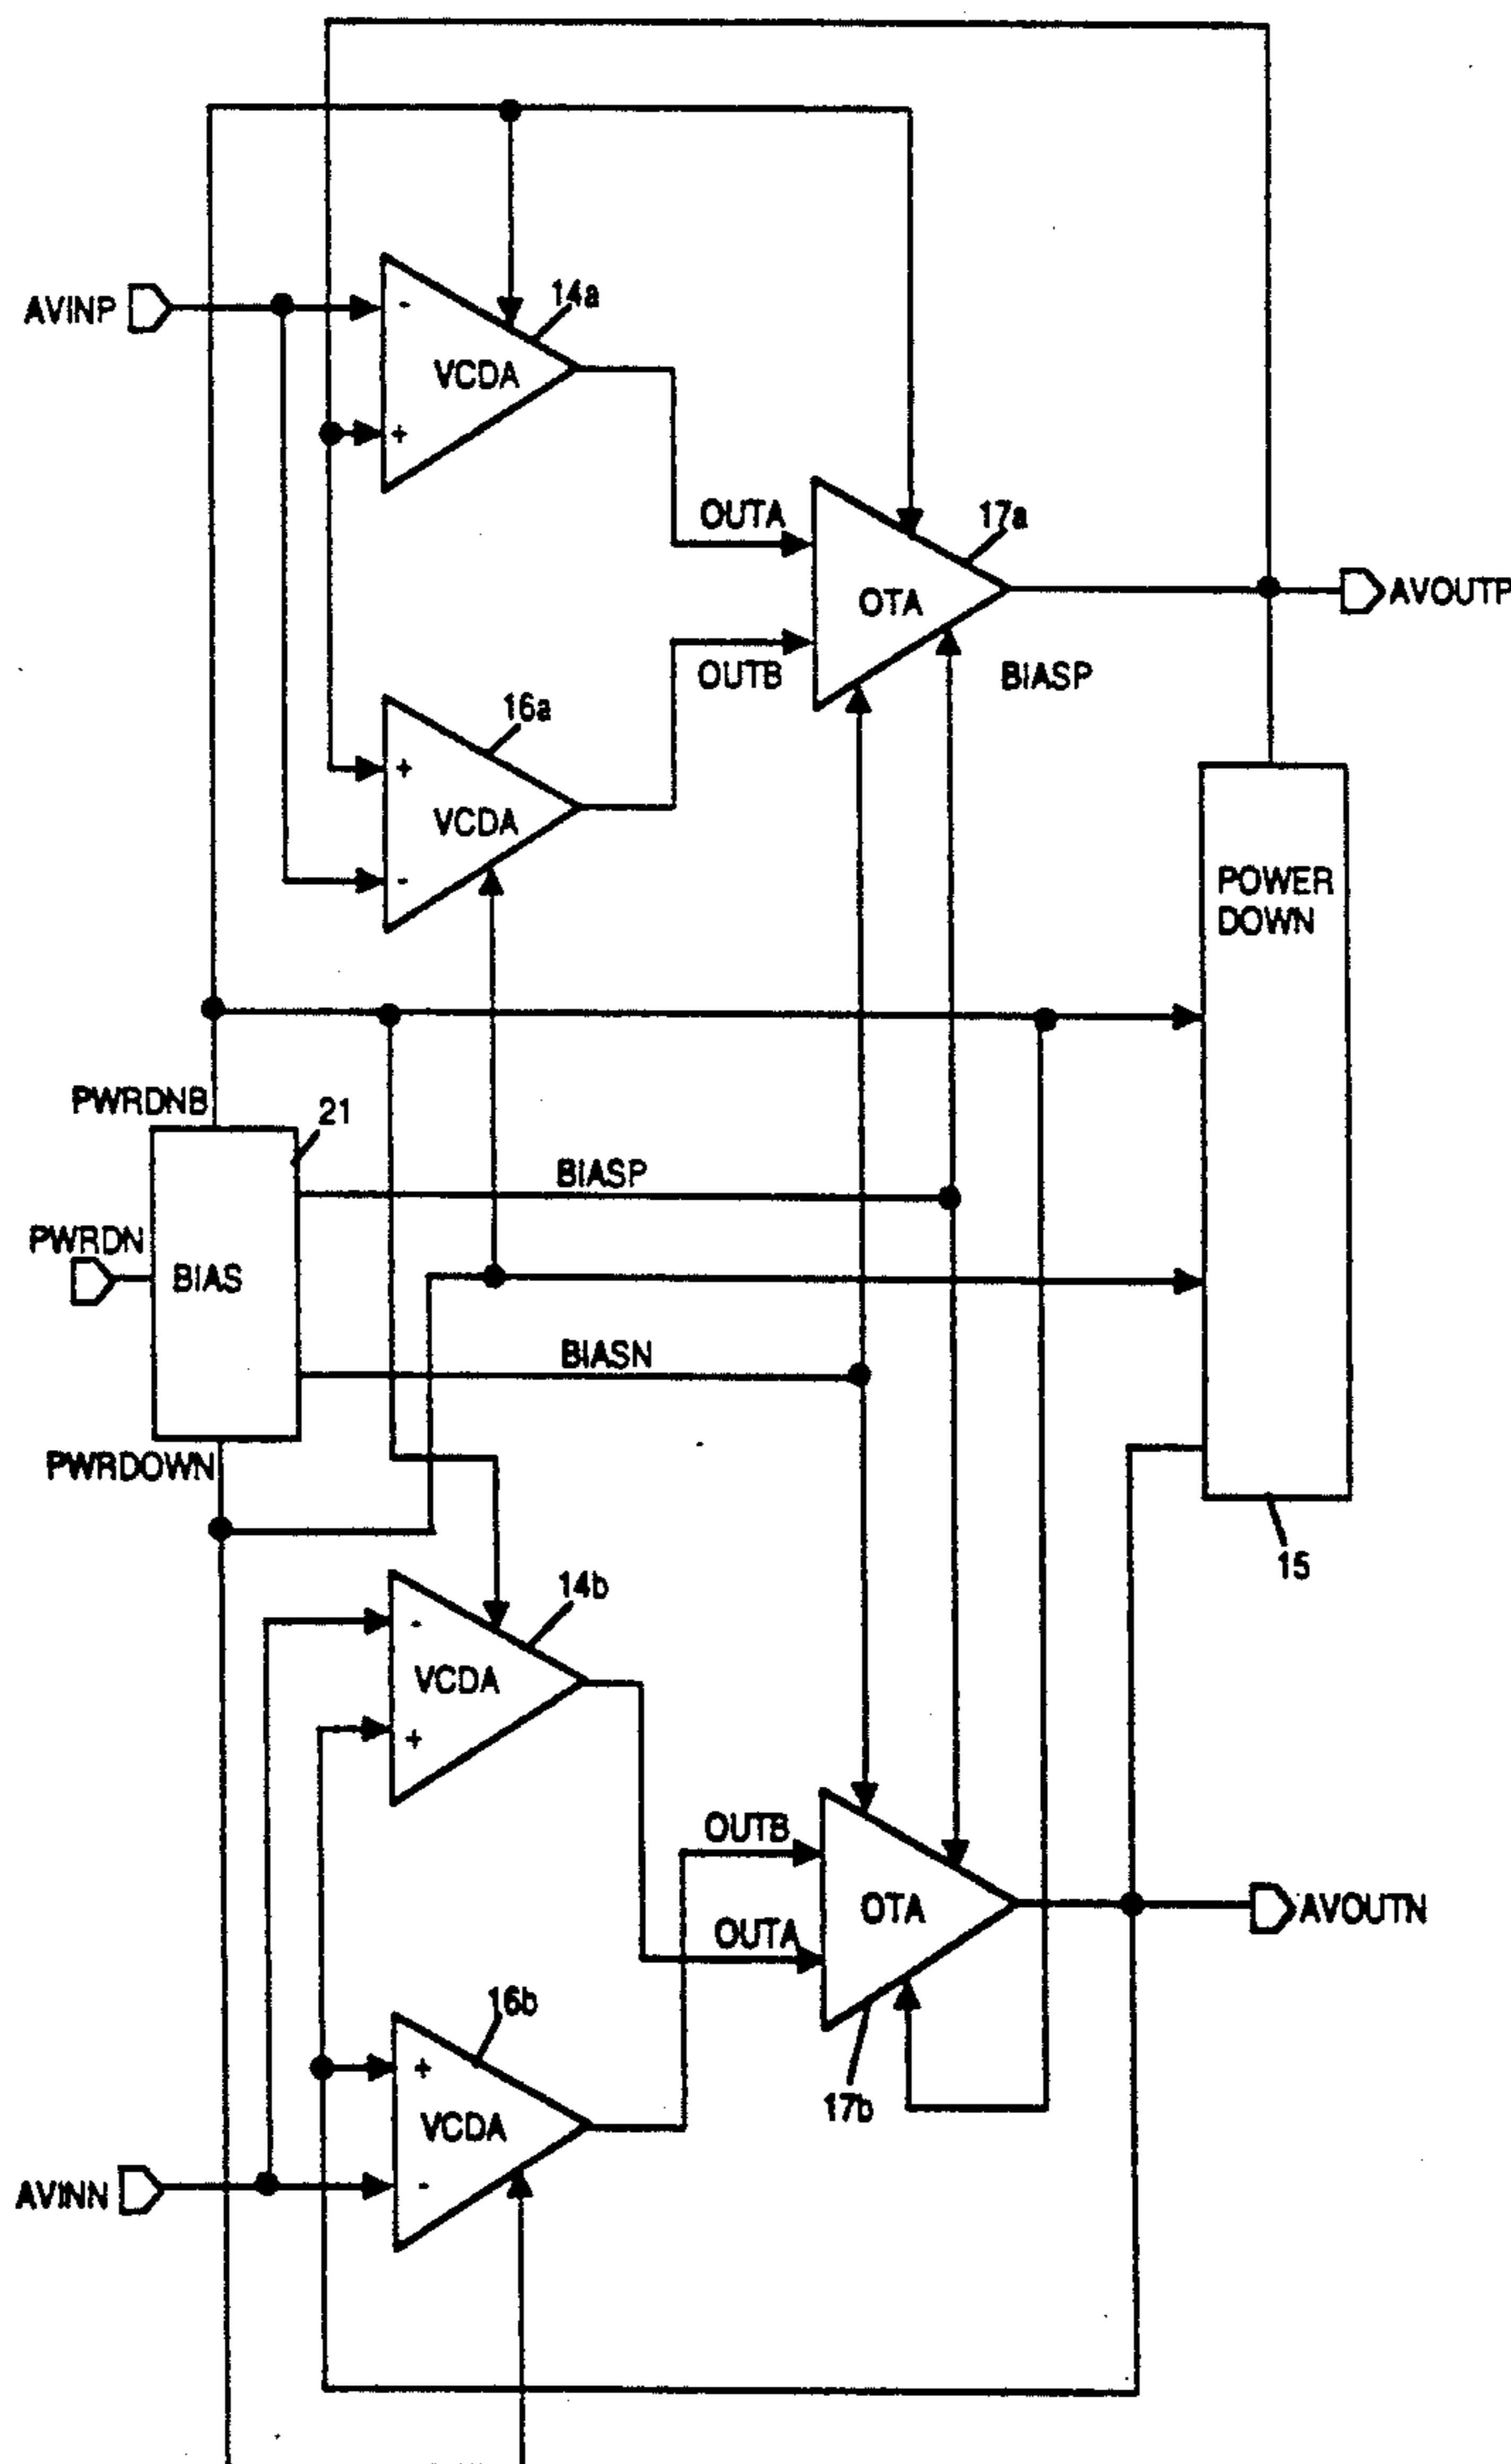 14a
AVINP
-
VCDA
+
OUTA
17a
OTA
AVOUTP
OUTB
BIASP
16a
+
VCDA
-
POWER
DOWN
PWRDNB
21
BIASP
PWRDN
BIAS
BIASN
PWRDOWN
15
14b
-
VCDA
+
OUTB
OTA
AVOUTN
OUTA
16b
+
17b
VCDA
AVINN
-